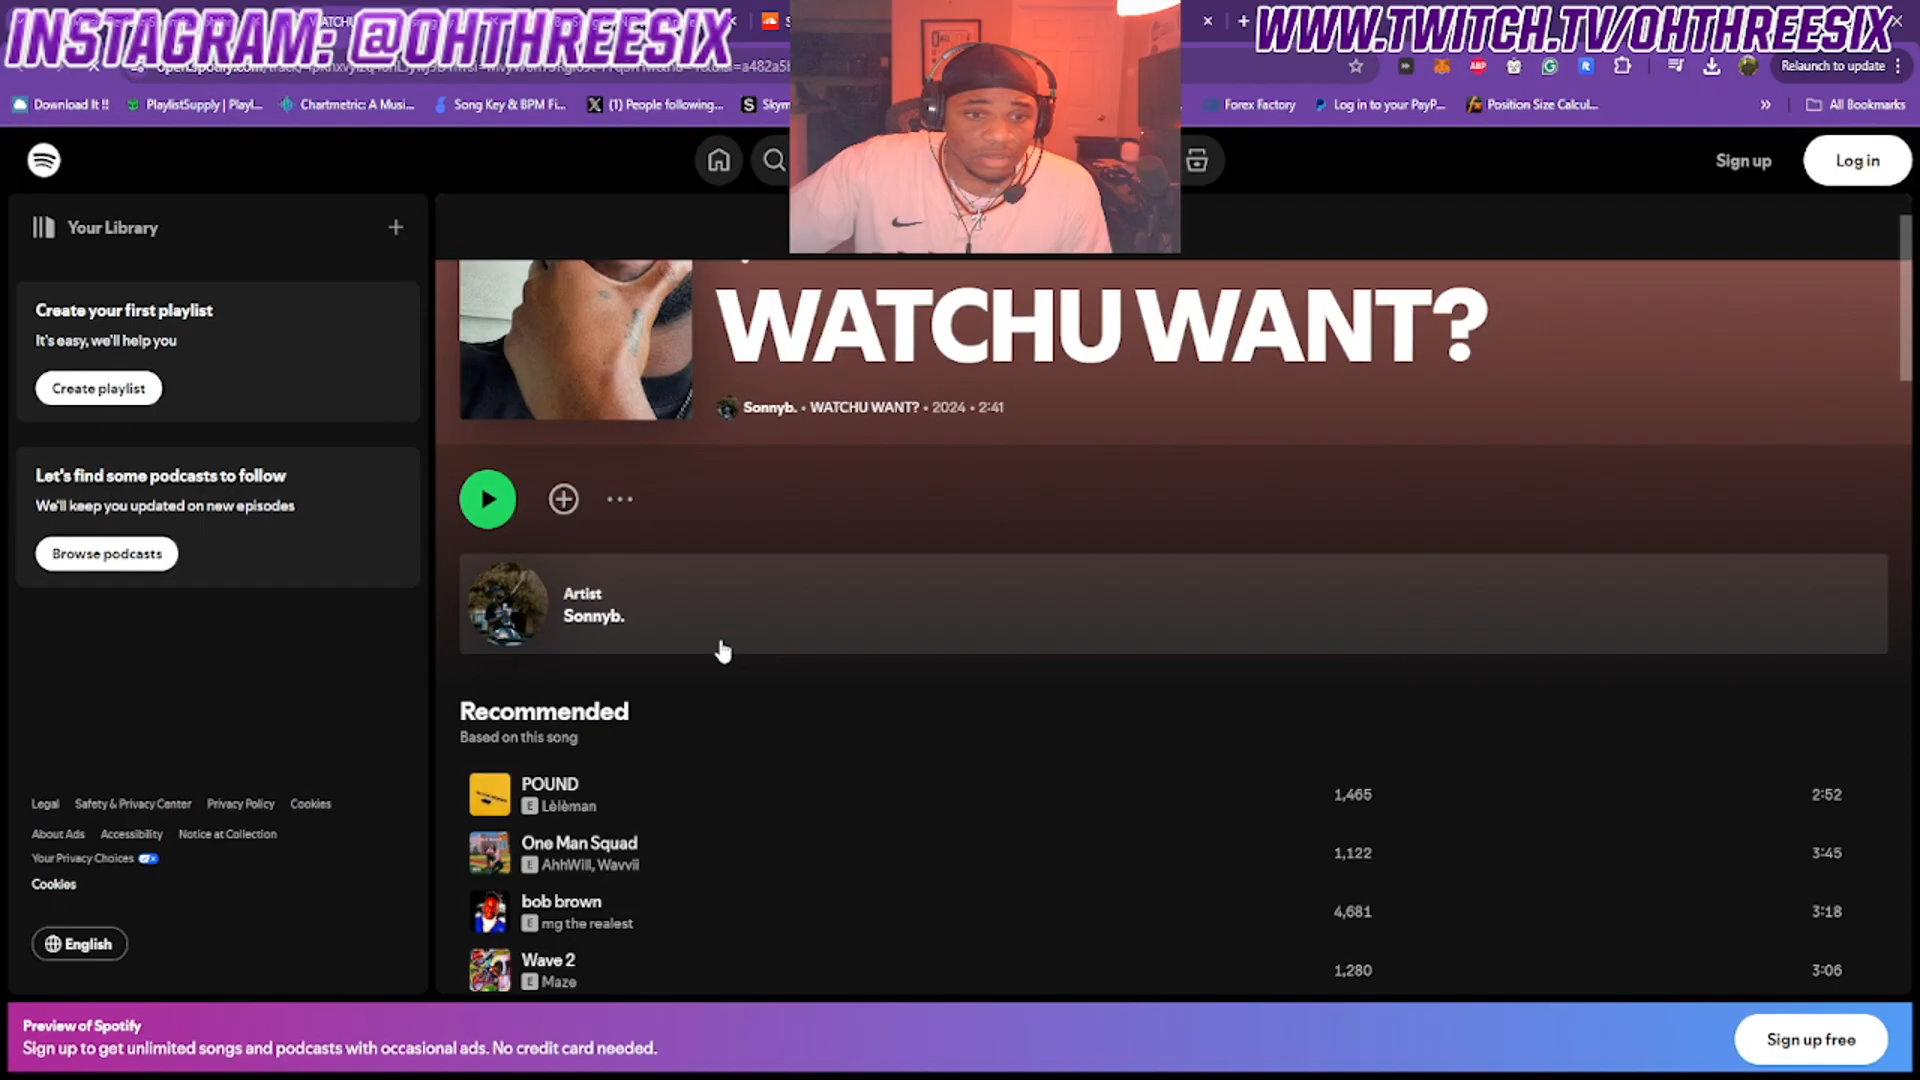 INSTAGRAM: @OHTHREESIX
WWW.TWITCH.TV/OHTHREESIX
Relaunch to update
Download It !!
PlaylistSupply | Playl...
Chartmetric: A Musi...
Song Key & BPM Fi...
(1) People following...
Skym
Forex Factory
Log in to your PayP...
Position Size Calcul...
All Bookmarks
Sign up
Log in
Your Library
Create your first playlist
It's easy, we'll help you
Create playlist
Let's find some podcasts to follow
We'll keep you updated on new episodes
Browse podcasts
Legal Safety & Privacy Center Privacy Policy Cookies
About Ads Accessibility Notice at Collection
Your Privacy Choices
Cookies
English
WATCHU WANT?
Sonnyb. • WATCHU WANT? • 2024 • 2:41
Artist
Sonnyb.
Recommended
Based on this song
POUND
E Lèlèman
1,465
2:52
One Man Squad
E AhhWill, Wavvii
1,122
3:45
bob brown
E mg the realest
4,681
3:18
Wave 2
E Maze
1,280
3:06
Preview of Spotify
Sign up to get unlimited songs and podcasts with occasional ads. No credit card needed.
Sign up free